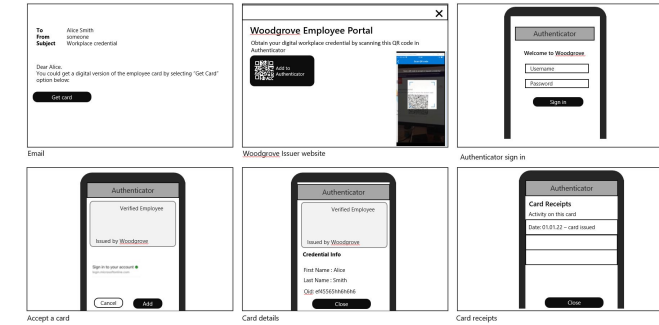 To Alice Smith
From someone
Subject Workplace credential
Dear Alice.
You could get a digital version of the employee card by selecting "Get Card"
option below:
Get card
Email
Woodgrove Employee Portal
Obtain your digital workplace credential by scanning this QR code in
Authenticator
Add to
Authenticator
Woodgrove Issuer website
Authenticator
Welcome to Woodgrove
Username
Password
Sign in
Authenticator sign in
Authenticator
Verified Employee
Issued by Woodgrove
Sign in to your account
Cancel
Add
Accept a card
Authenticator
Verified Employee
Issued by Woodgrove
Credential Info
First Name : Alice
Last Name : Smith
Close
Card details
Authenticator
Card Receipts
Activity on this card
Date: 01.01.22 – card issued
Close
Card receipts